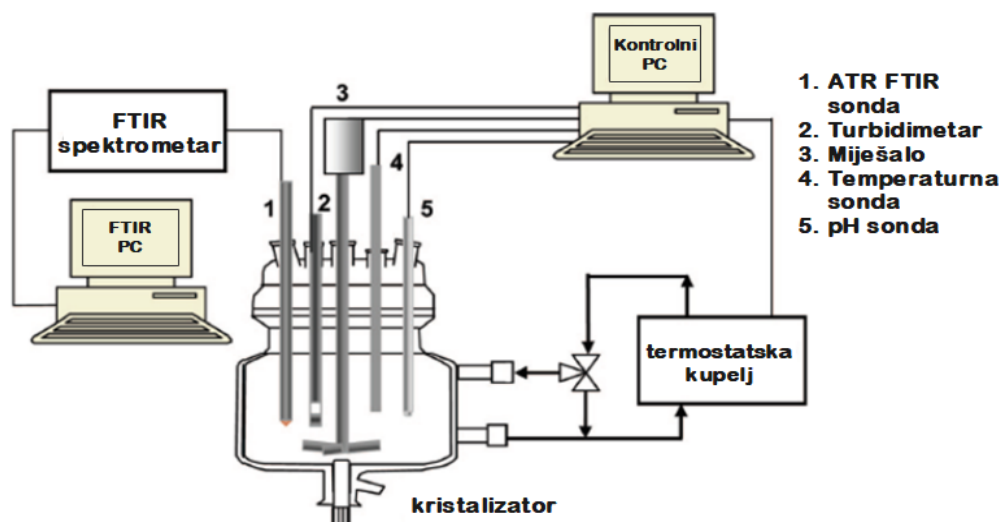 Kontrolni
PC
FTIR
spektrometar
FTIR
PC
3
4
1
2
5
1. ATR FTIR
sonda
2. Turbidimetar
3. Miješalo
4. Temperaturna
sonda
5. pH sonda
termostatska
kupelj
kristalizator